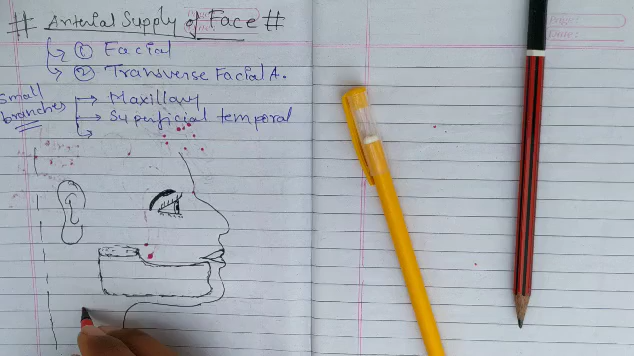 # Arterial Supply of Face #
① Facial
② Transverse Facial A.
Small branches
Maxillary
Superficial temporal